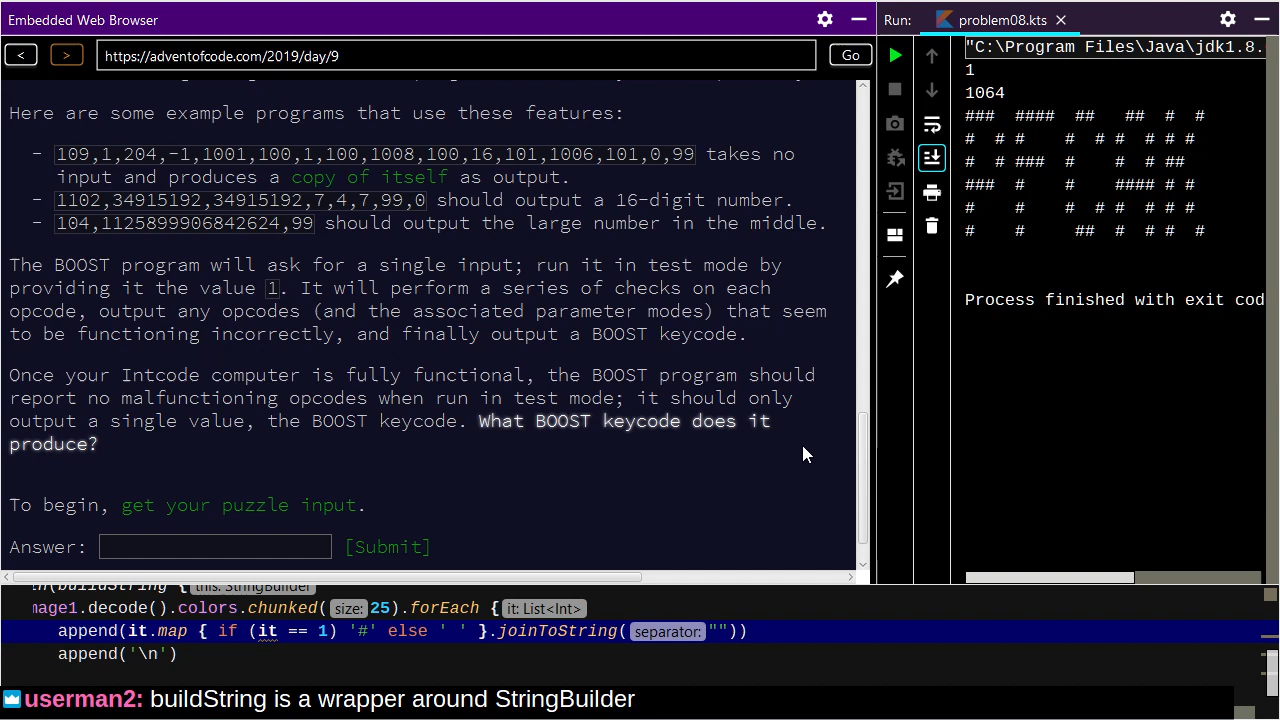 Embedded Web Browser
Run: problem08.kts
< > https://adventofcode.com/2019/day/9 Go
"C:\Program Files\Java\jdk1.8.
1
1064
###  ####  ##   ##  #  #
#  # #    #  # #  # # #
#  # ###  #    #  # ##
###  #    #    #### # #
#    #    #  # #  # # #
#    #     ##  #  # #  #
Process finished with exit cod
Here are some example programs that use these features:
- 109,1,204,-1,1001,100,1,100,1008,100,16,101,1006,101,0,99 takes no
input and produces a copy of itself as output.
- 1102,34915192,34915192,7,4,7,99,0 should output a 16-digit number.
- 104,1125899906842624,99 should output the large number in the middle.
The BOOST program will ask for a single input; run it in test mode by
providing it the value 1. It will perform a series of checks on each
opcode, output any opcodes (and the associated parameter modes) that seem
to be functioning incorrectly, and finally output a BOOST keycode.
Once your Intcode computer is fully functional, the BOOST program should
report no malfunctioning opcodes when run in test mode; it should only
output a single value, the BOOST keycode. What BOOST keycode does it
produce?
To begin, get your puzzle input.
Answer: [Submit]
(buildString { this: StringBuilder
mage1.decode().colors.chunked( size: 25).forEach { it: List<Int>
append(it.map { if (it == 1) '#' else ' ' }.joinToString( separator: ""))
append('\n')
userman2: buildString is a wrapper around StringBuilder